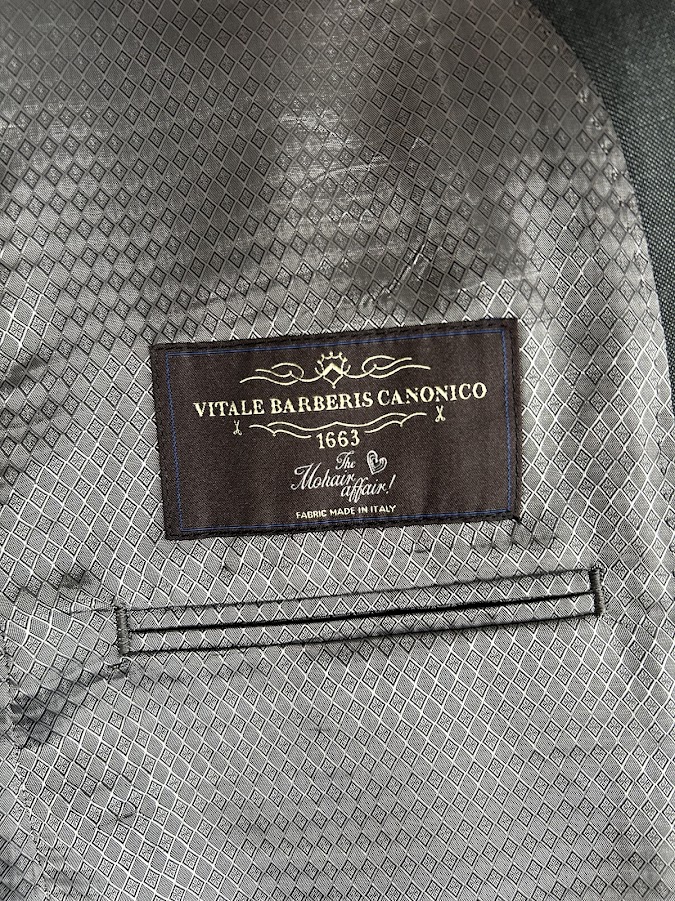 VITALE BARBERIS CANONICO
1663
The
Mohair
affair!
FABRIC MADE IN ITALY